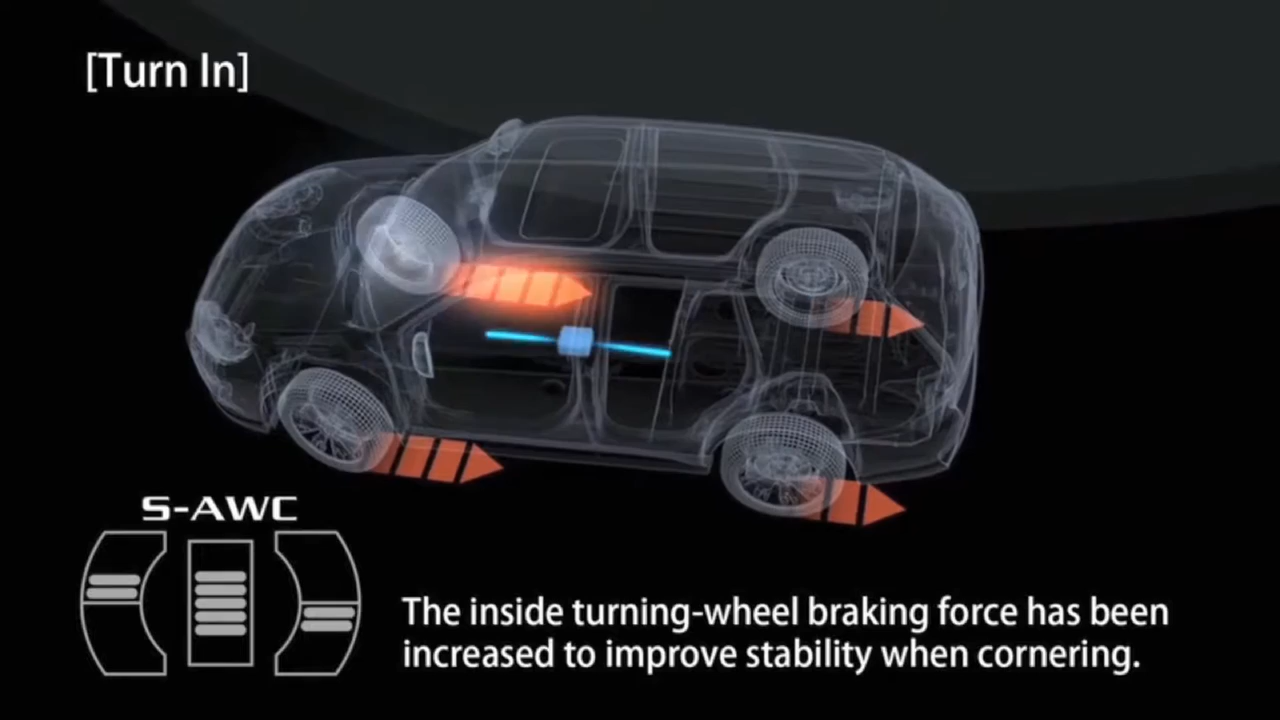 [Turn In]
S-AWC
The inside turning-wheel braking force has been
increased to improve stability when cornering.